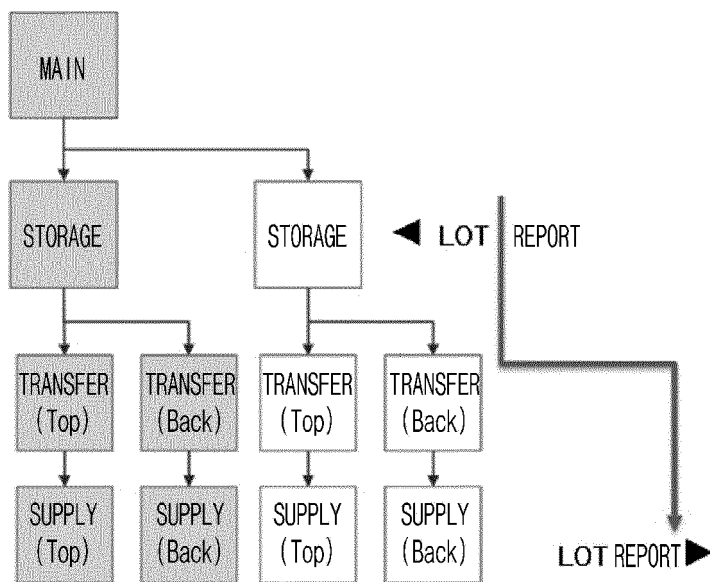 MAIN
STORAGE
STORAGE
◀ LOT REPORT
TRANSFER
(Top)
TRANSFER
(Back)
TRANSFER
(Top)
TRANSFER
(Back)
SUPPLY
(Top)
SUPPLY
(Back)
SUPPLY
(Top)
SUPPLY
(Back)
LOT REPORT▶